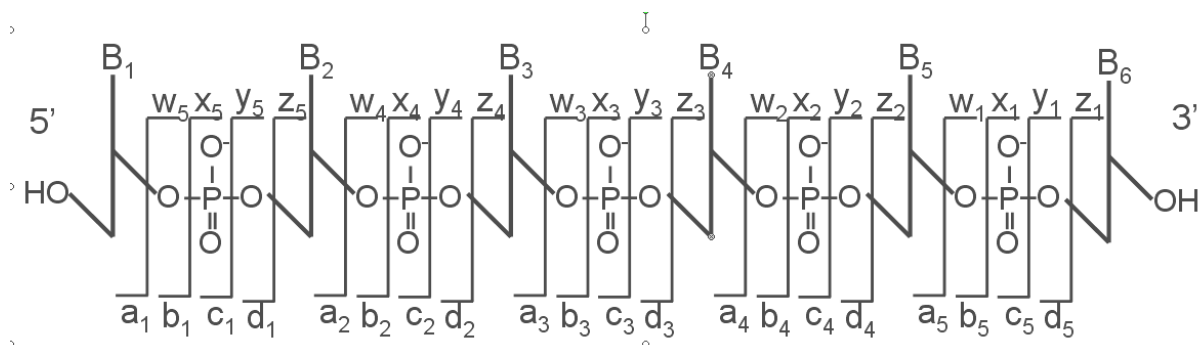 B₁ B₂ B₃ B₄ B₅ B₆
5' w₅ x₅ y₅ z₅ w₄ x₄ y₄ z₄ w₃ x₃ y₃ z₃ w₂ x₂ y₂ z₂ w₁ x₁ y₁ z₁ 3'
O⁻ O⁻ O⁻ O⁻ O⁻
HO O P O O P O O P O O P O O P O OH
O O O O O
a₁ b₁ c₁ d₁ a₂ b₂ c₂ d₂ a₃ b₃ c₃ d₃ a₄ b₄ c₄ d₄ a₅ b₅ c₅ d₅